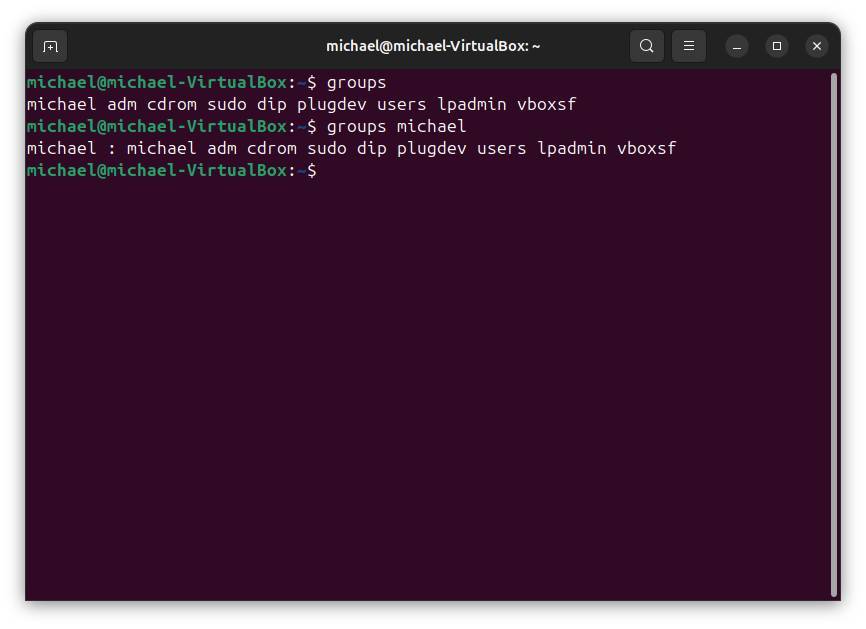 michael@michael-VirtualBox: ~
michael@michael-VirtualBox:~$ groups
michael adm cdrom sudo dip plugdev users lpadmin vboxsf
michael@michael-VirtualBox:~$ groups michael
michael : michael adm cdrom sudo dip plugdev users lpadmin vboxsf
michael@michael-VirtualBox:~$